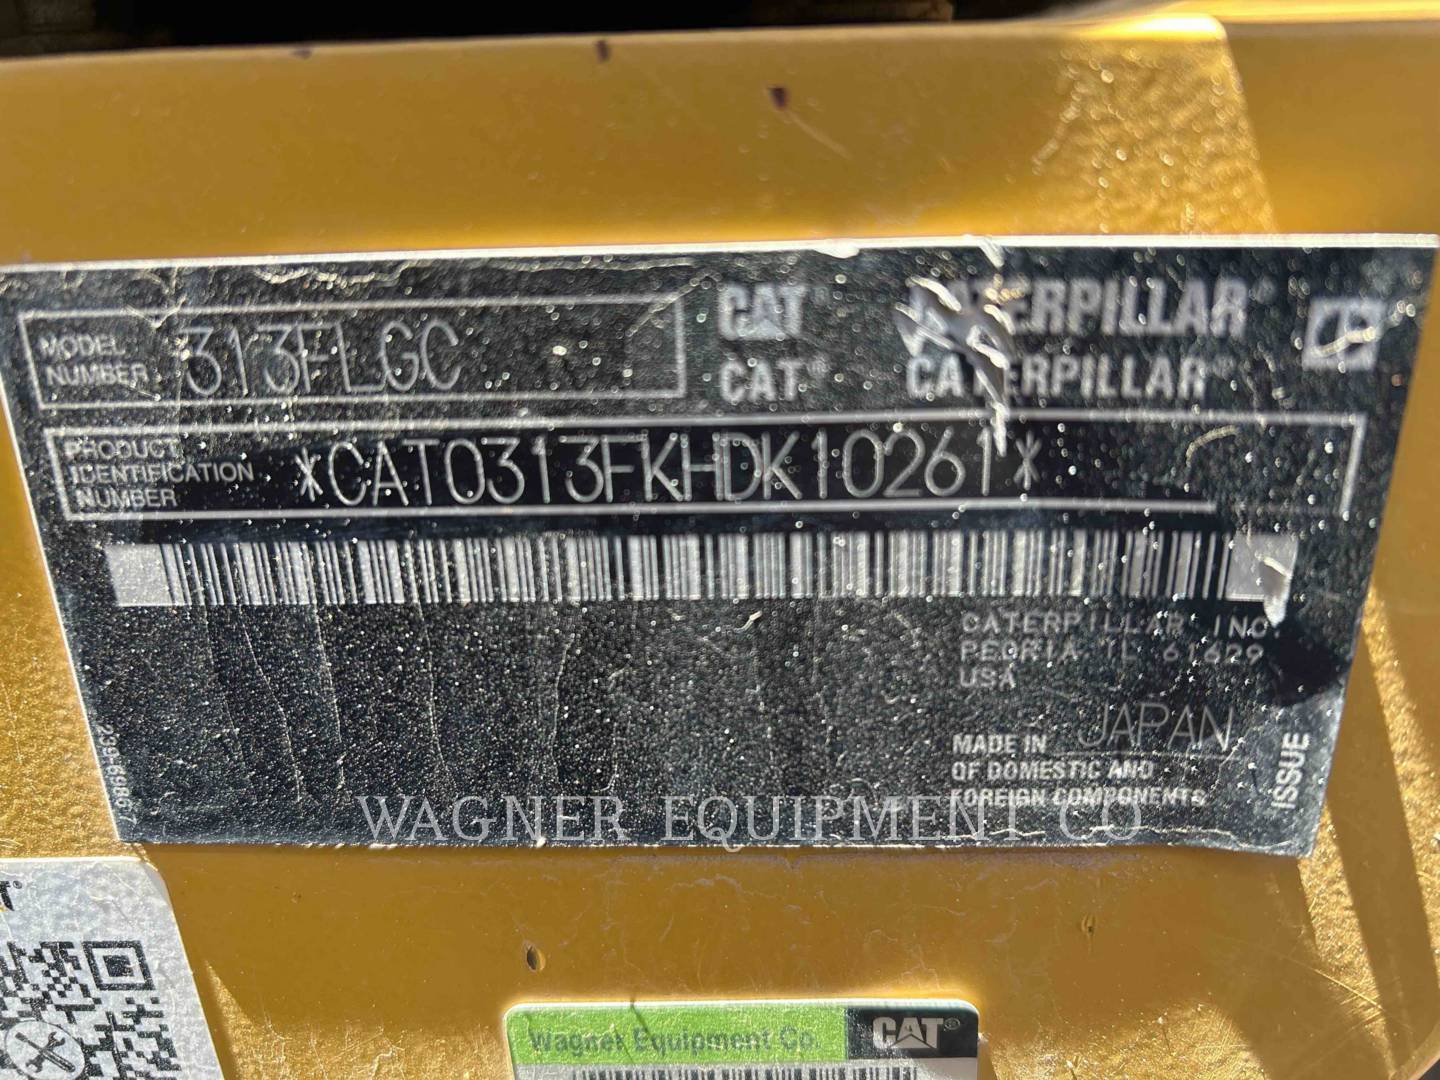 MODEL
NUMBER
313FLGC
CAT CATERPILLAR®
CAT® CATERPILLAR®
PRODUCT
IDENTIFICATION
NUMBER
*CAT0313FKHDK10261*
CATERPILLAR INC.
PEORIA IL 61629
USA
MADE IN JAPAN
OF DOMESTIC AND
FOREIGN COMPONENTS
ISSUE
WAGNER EQUIPMENT CO
Wagner Equipment Co.
CAT®